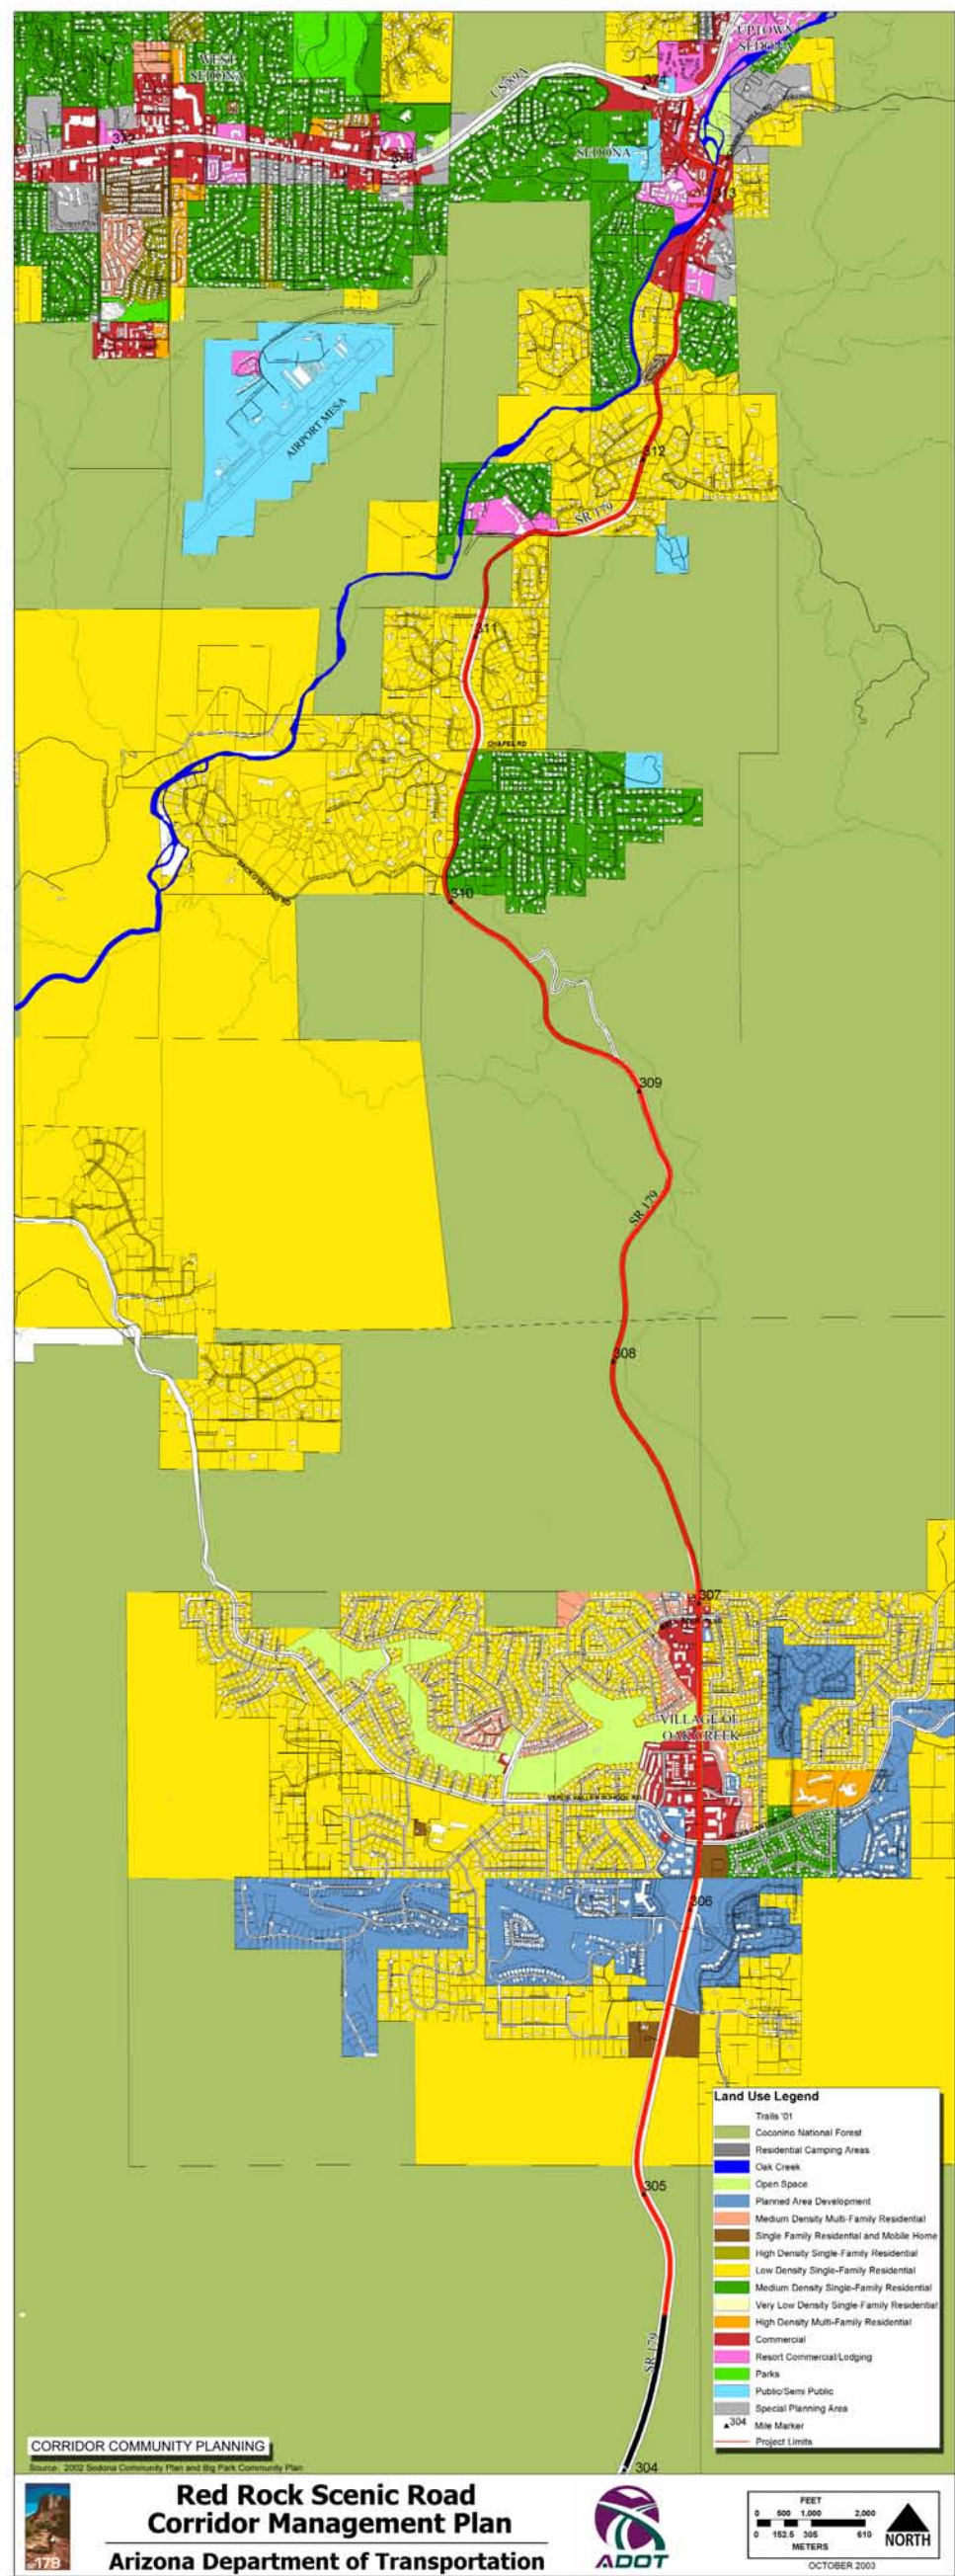 UPTOWN
SEDONA
WEST
SEDONA
US 89A
374
372
373
SEDONA
313
AIRPORT MESA
312
SR 179
311
CHAPEL RD
310
309
SR 179
308
307
VILLAGE OF
OAK CREEK
VERDE VALLEY SCHOOL RD
306
305
SR 179
304
Land Use Legend
Trails '01
Coconino National Forest
Residential Camping Areas
Oak Creek
Open Space
Planned Area Development
Medium Density Multi-Family Residential
Single Family Residential and Mobile Home
High Density Single-Family Residential
Low Density Single-Family Residential
Medium Density Single-Family Residential
Very Low Density Single-Family Residential
High Density Multi-Family Residential
Commercial
Resort Commercial/Lodging
Parks
Public/Semi Public
Special Planning Area
304 Mile Marker
Project Limits
CORRIDOR COMMUNITY PLANNING
Source: 2002 Sedona Community Plan and Big Park Community Plan
179
Red Rock Scenic Road
Corridor Management Plan
Arizona Department of Transportation
ADOT
FEET
0 500 1,000 2,000
0 152.5 305 610
METERS
NORTH
OCTOBER 2003